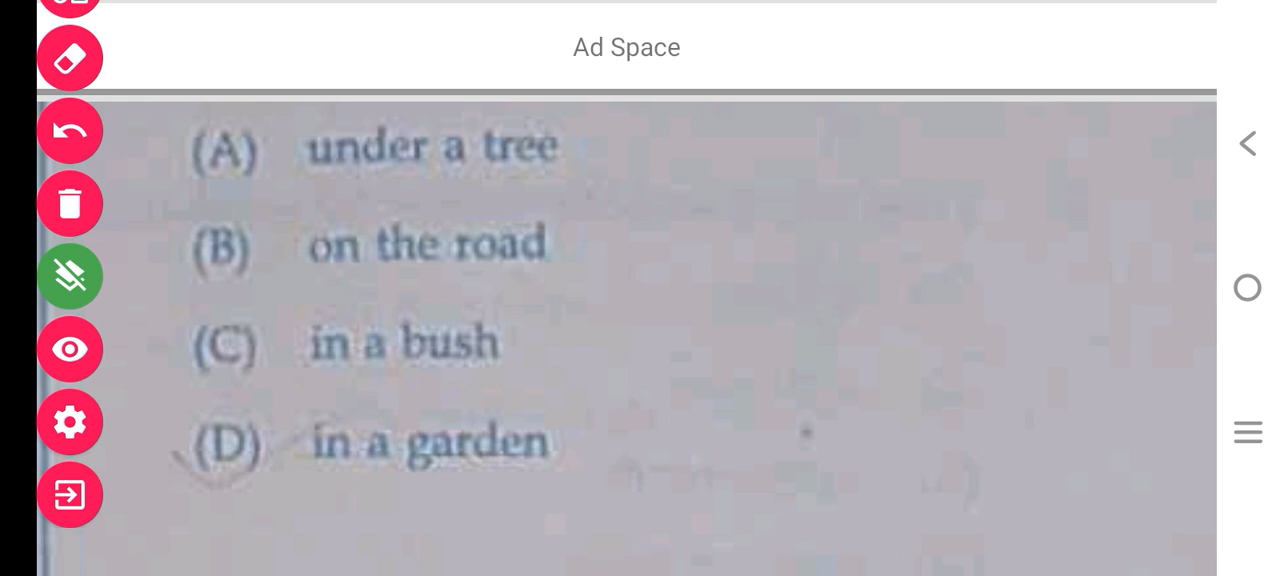 Ad Space
(A) under a tree
(B) on the road
(C) in a bush
(D) in a garden